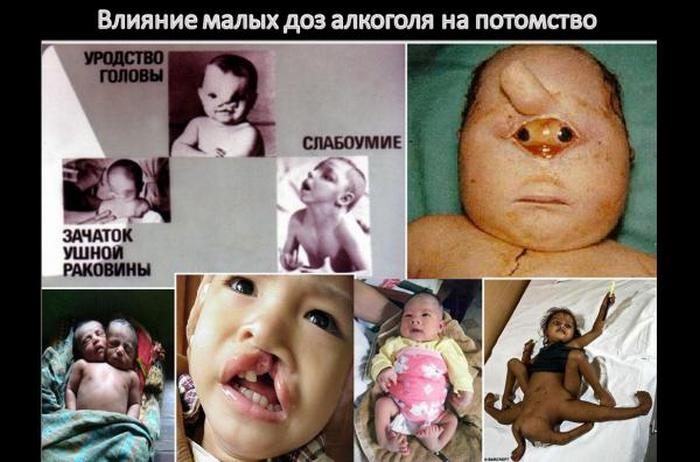 Влияние малых доз алкоголя на потомство
УРОДСТВО
ГОЛОВЫ
СЛАБОУМИЕ
ЗАЧАТОК
УШНОЙ
РАКОВИНЫ